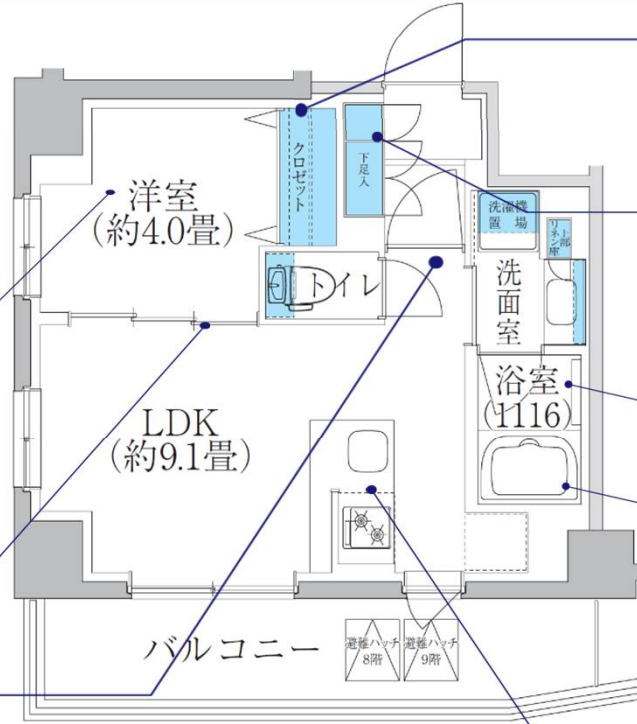 クロゼット
下足入
洋室
(約4.0畳)
洗濯機
置場
上部
リネン庫
トイレ
洗面室
浴室
(1116)
LDK
(約9.1畳)
バルコニー
避難ハッチ
8階
避難ハッチ
9階